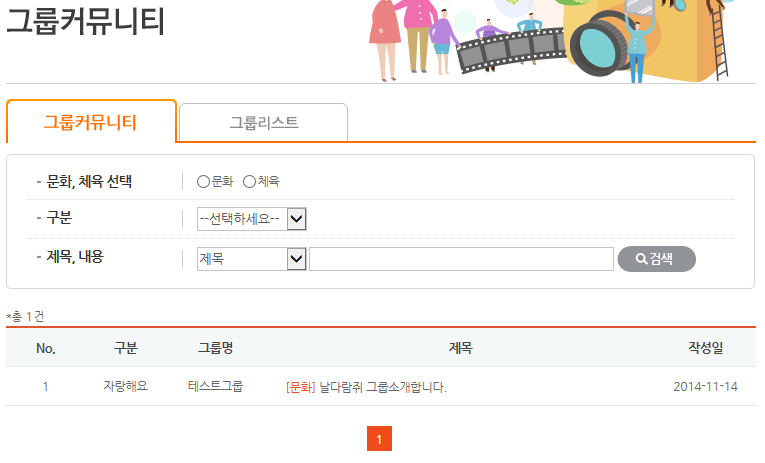 그룹커뮤니티
그룹커뮤니티 그룹리스트
- 문화, 체육 선택 문화 체육
- 구분 --선택하세요--
- 제목, 내용 제목 검색
*총 1건
No. 구분 그룹명 제목 작성일
1 자랑해요 테스트그룹 [문화] 날다람쥐 그룹소개합니다. 2014-11-14
1